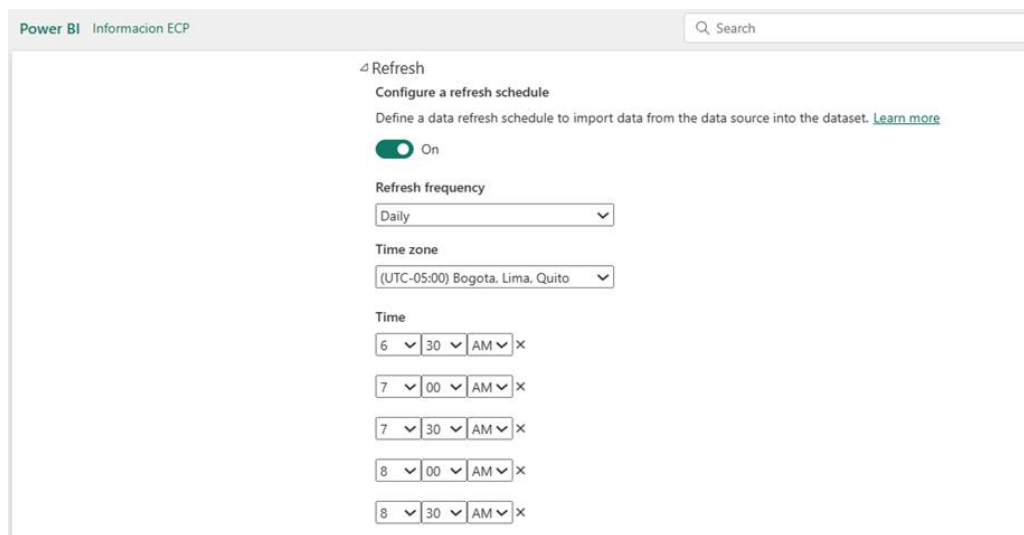 Power BI Informacion ECP Search
Refresh
Configure a refresh schedule
Define a data refresh schedule to import data from the data source into the dataset. Learn more
On
Refresh frequency
Daily
Time zone
(UTC-05:00) Bogota, Lima, Quito
Time
6 30 AM
7 00 AM
7 30 AM
8 00 AM
8 30 AM